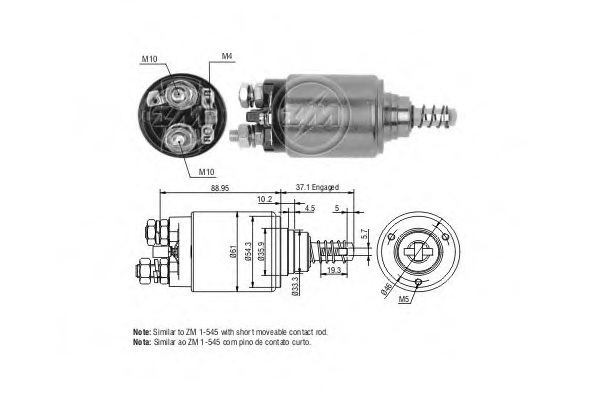 M10
M4
ZM
ZM
M10
88.95
37.1 Engaged
10.2
4.5
5
5.7
Ø61
Ø54.3
Ø35.9
Ø33.3
19.3
Ø46
M5
Note: Similar to ZM 1-545 with short moveable contact rod.
Nota: Similar ao ZM 1-545 com pino de contato curto.